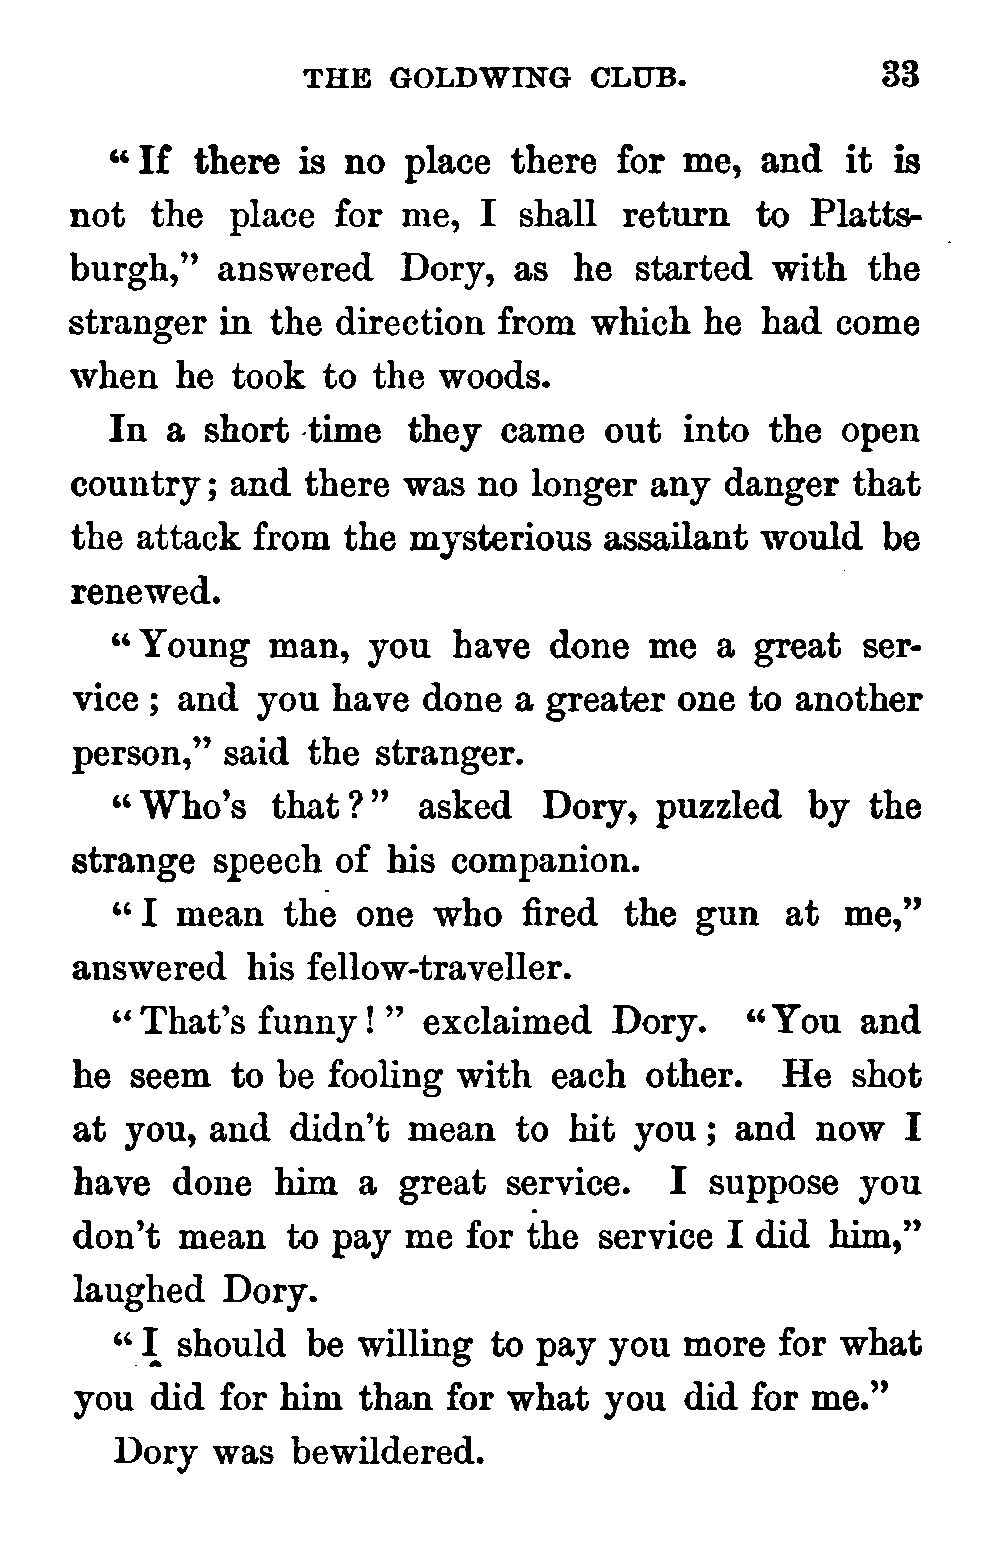 THE GOLDWING CLUB. 33
“If there is no place there for me, and it is
not the place for me, I shall return to Platts-
burgh,” answered Dory, as he started with the
stranger in the direction from which he had come
when he took to the woods.
In a short time they came out into the open
country; and there was no longer any danger that
the attack from the mysterious assailant would be
renewed.
“Young man, you have done me a great ser-
vice; and you have done a greater one to another
person,” said the stranger.
“Who’s that?” asked Dory, puzzled by the
strange speech of his companion.
“I mean the one who fired the gun at me,”
answered his fellow-traveller.
“That’s funny!” exclaimed Dory. “You and
he seem to be fooling with each other. He shot
at you, and didn’t mean to hit you; and now I
have done him a great service. I suppose you
don’t mean to pay me for the service I did him,”
laughed Dory.
“I should be willing to pay you more for what
you did for him than for what you did for me.”
Dory was bewildered.